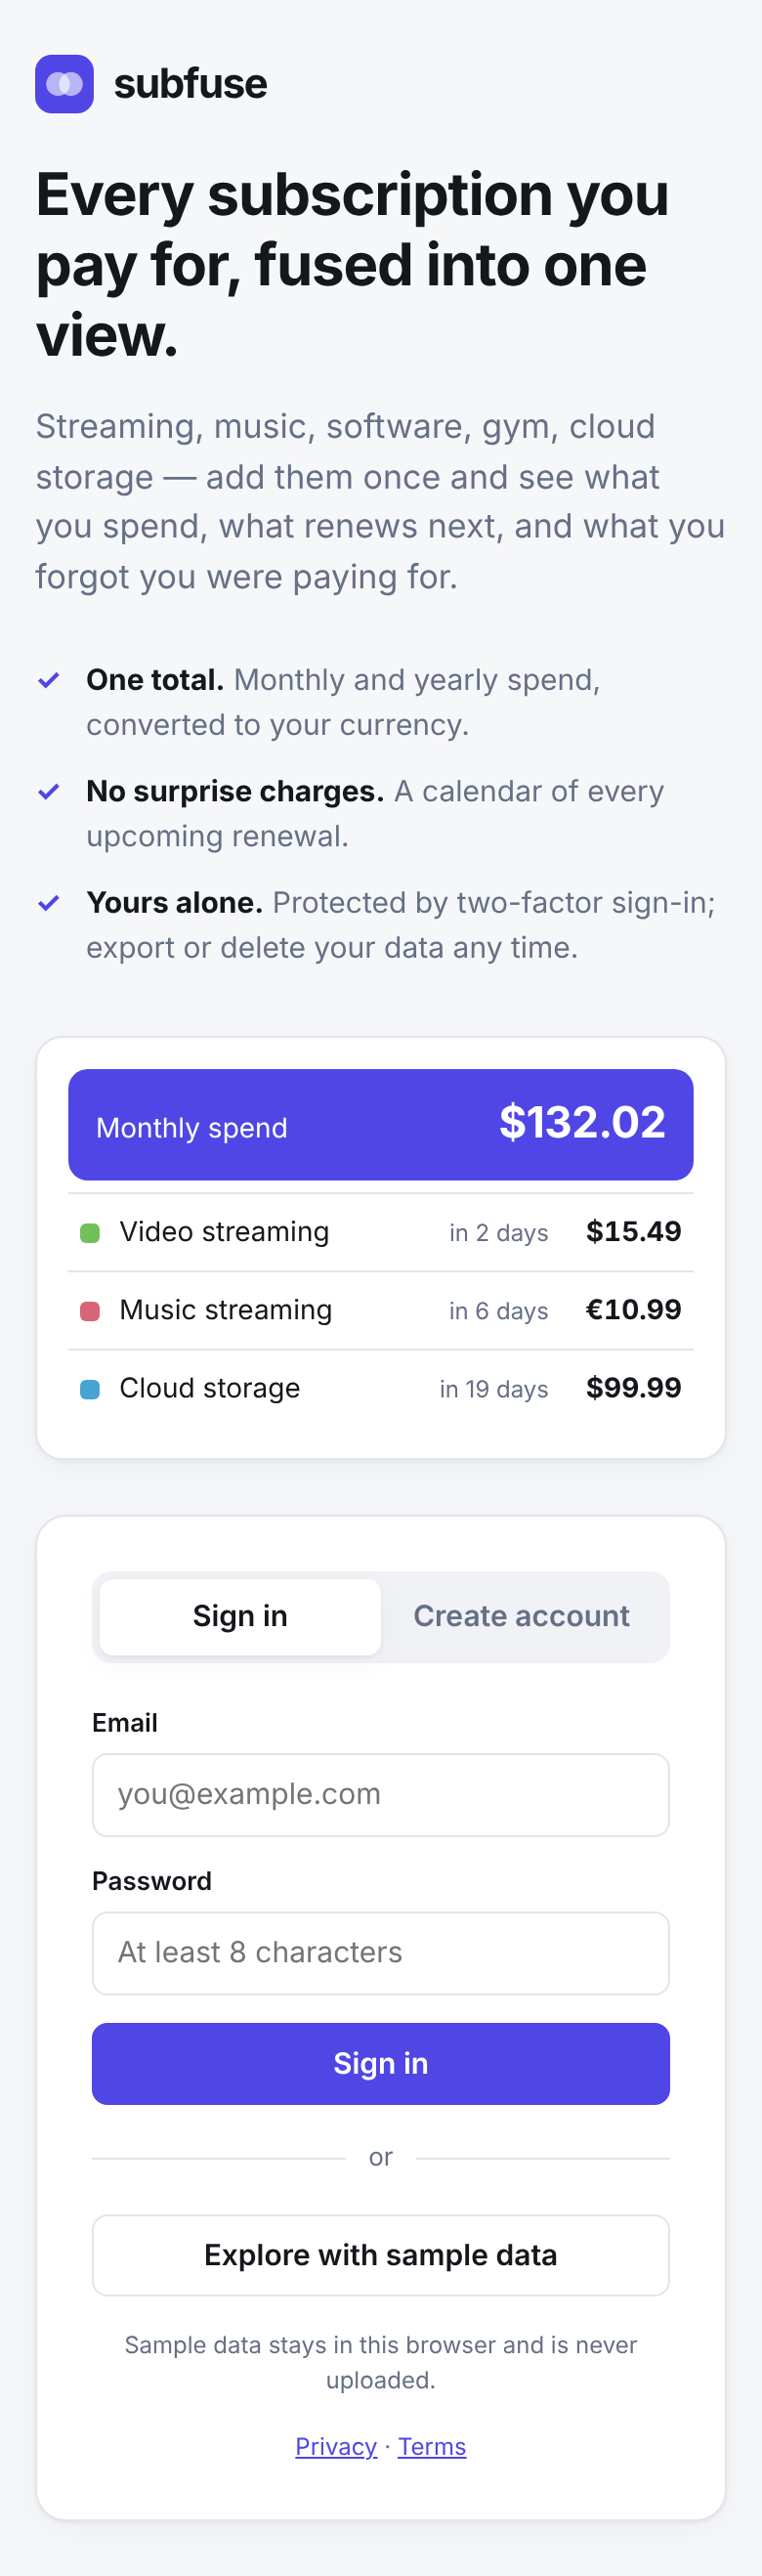 subfuse
Every subscription you
pay for, fused into one
view.
Streaming, music, software, gym, cloud
storage — add them once and see what
you spend, what renews next, and what you
forgot you were paying for.
One total. Monthly and yearly spend,
converted to your currency.
No surprise charges. A calendar of every
upcoming renewal.
Yours alone. Protected by two-factor sign-in;
export or delete your data any time.
Monthly spend $132.02
Video streaming in 2 days $15.49
Music streaming in 6 days €10.99
Cloud storage in 19 days $99.99
Sign in Create account
Email
you@example.com
Password
At least 8 characters
Sign in
or
Explore with sample data
Sample data stays in this browser and is never
uploaded.
Privacy · Terms